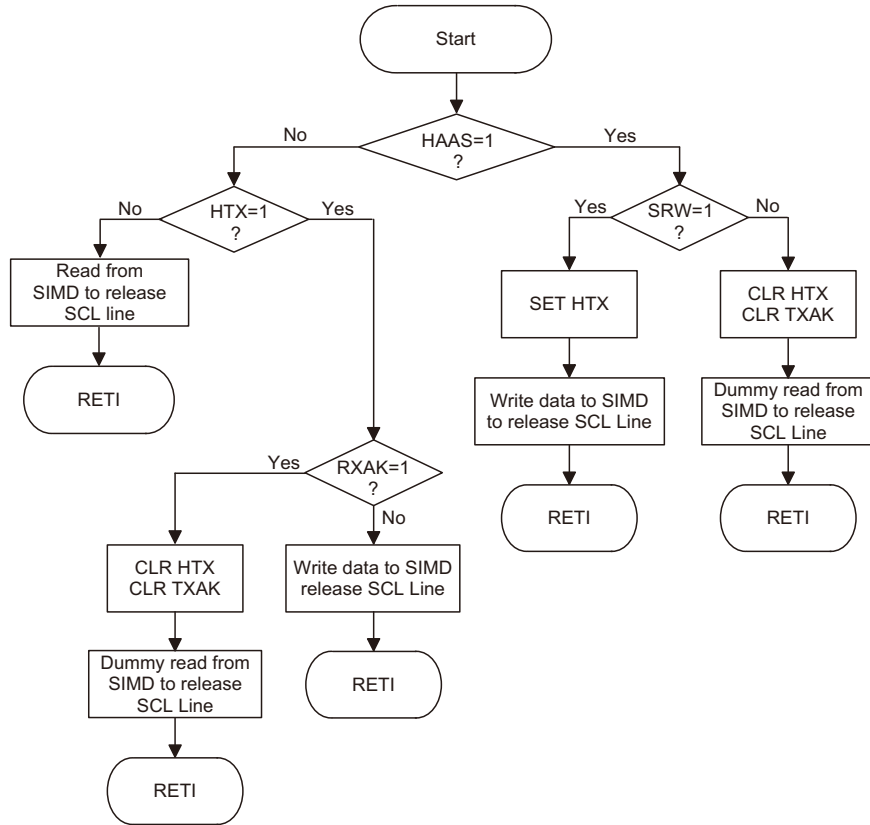 Start
HAAS=1
?
No
Yes
HTX=1
?
No
Yes
SRW=1
?
Yes
No
Read from
SIMD to release
SCL line
SET HTX
CLR HTX
CLR TXAK
RETI
Write data to SIMD
to release SCL Line
Dummy read from
SIMD to release
SCL Line
RXAK=1
?
Yes
No
RETI
RETI
CLR HTX
CLR TXAK
Write data to SIMD
release SCL Line
Dummy read from
SIMD to release
SCL Line
RETI
RETI